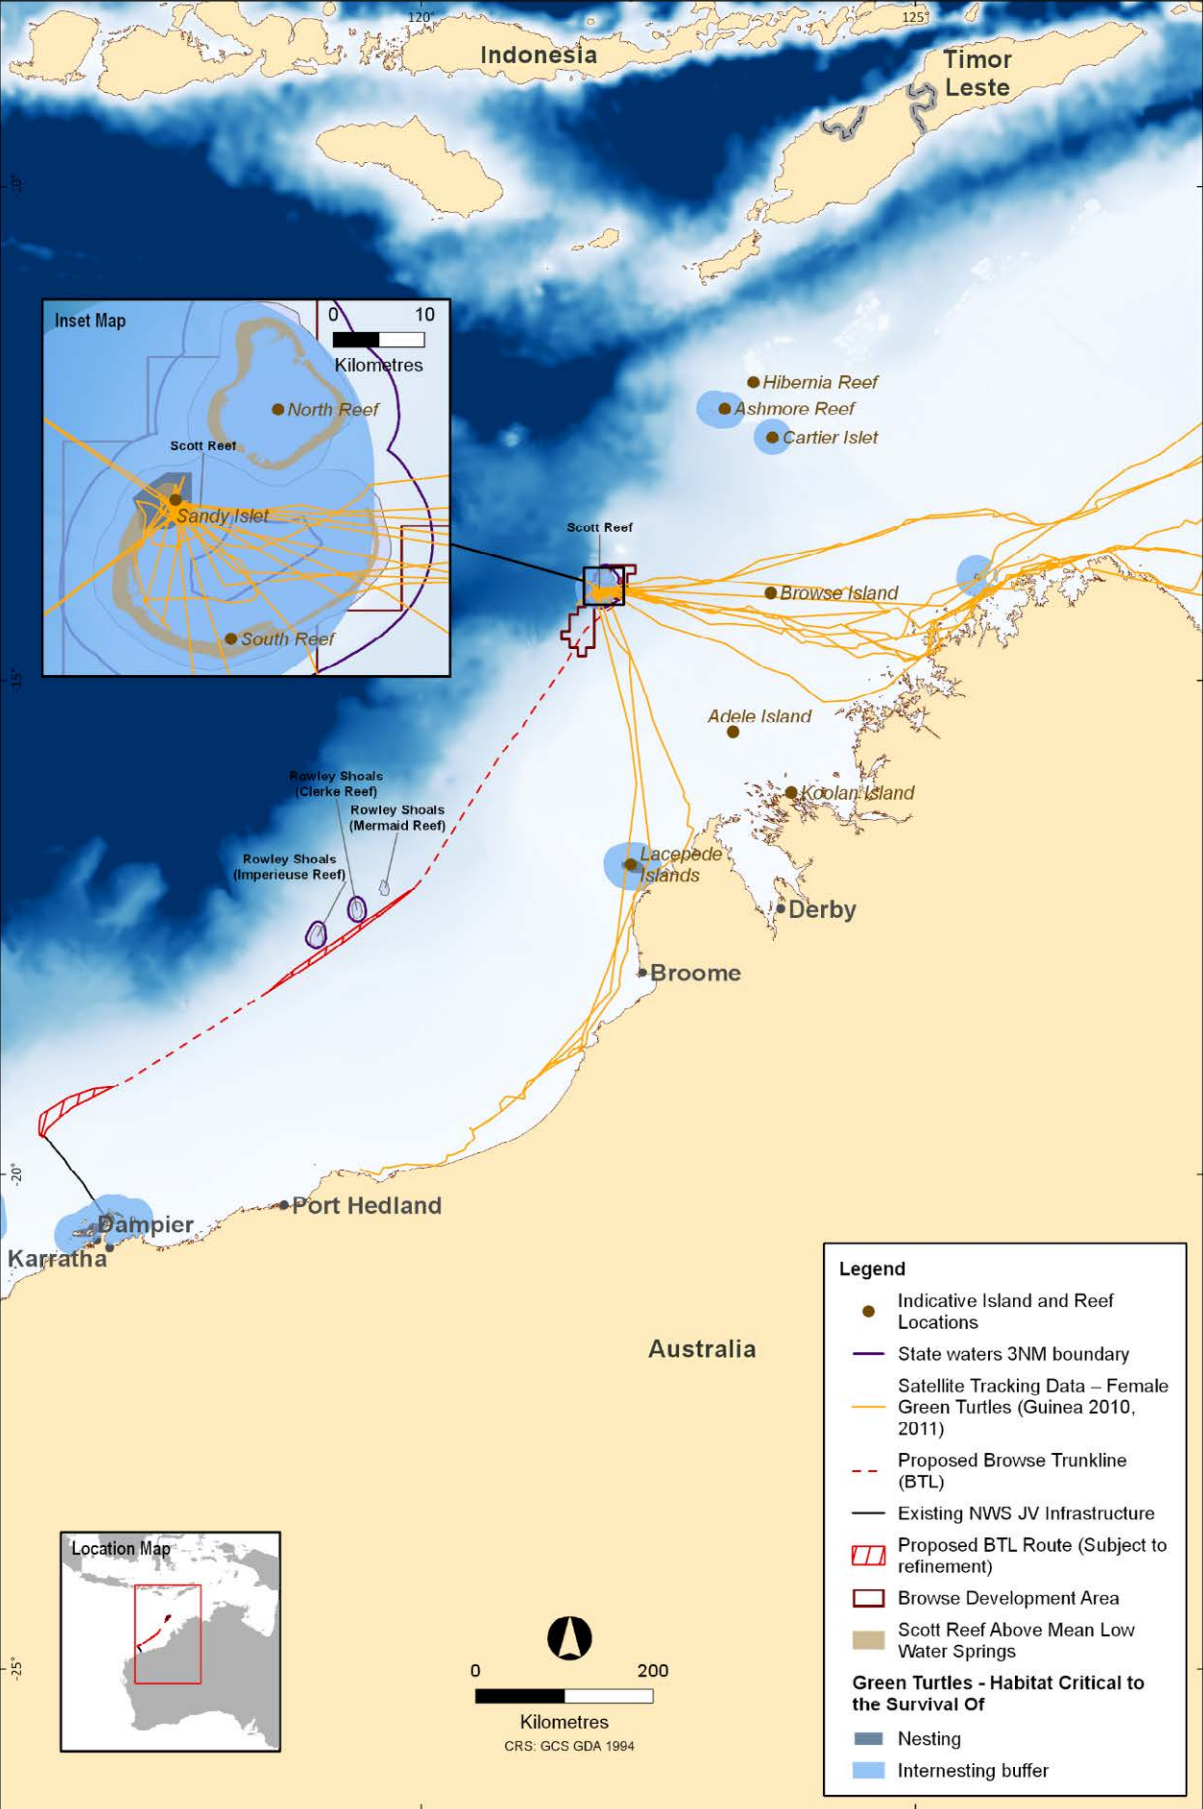 120°
125°
Indonesia
Timor
Leste
-10°
Inset Map
0 10
Kilometres
North Reef
Scott Reef
Sandy Islet
South Reef
Hibernia Reef
Ashmore Reef
Cartier Islet
Scott Reef
Browse Island
-15°
Adele Island
Koolan Island
Rowley Shoals
(Clerke Reef)
Rowley Shoals
(Mermaid Reef)
Rowley Shoals
(Imperieuse Reef)
Lacepede
Islands
Derby
Broome
-20°
Port Hedland
Dampier
Karratha
Australia
Legend
Indicative Island and Reef
Locations
State waters 3NM boundary
Satellite Tracking Data – Female
Green Turtles (Guinea 2010,
2011)
Proposed Browse Trunkline
(BTL)
Existing NWS JV Infrastructure
Proposed BTL Route (Subject to
refinement)
Browse Development Area
Scott Reef Above Mean Low
Water Springs
Green Turtles - Habitat Critical to
the Survival Of
Nesting
Internesting buffer
Location Map
-25°
0 200
Kilometres
CRS: GCS GDA 1994